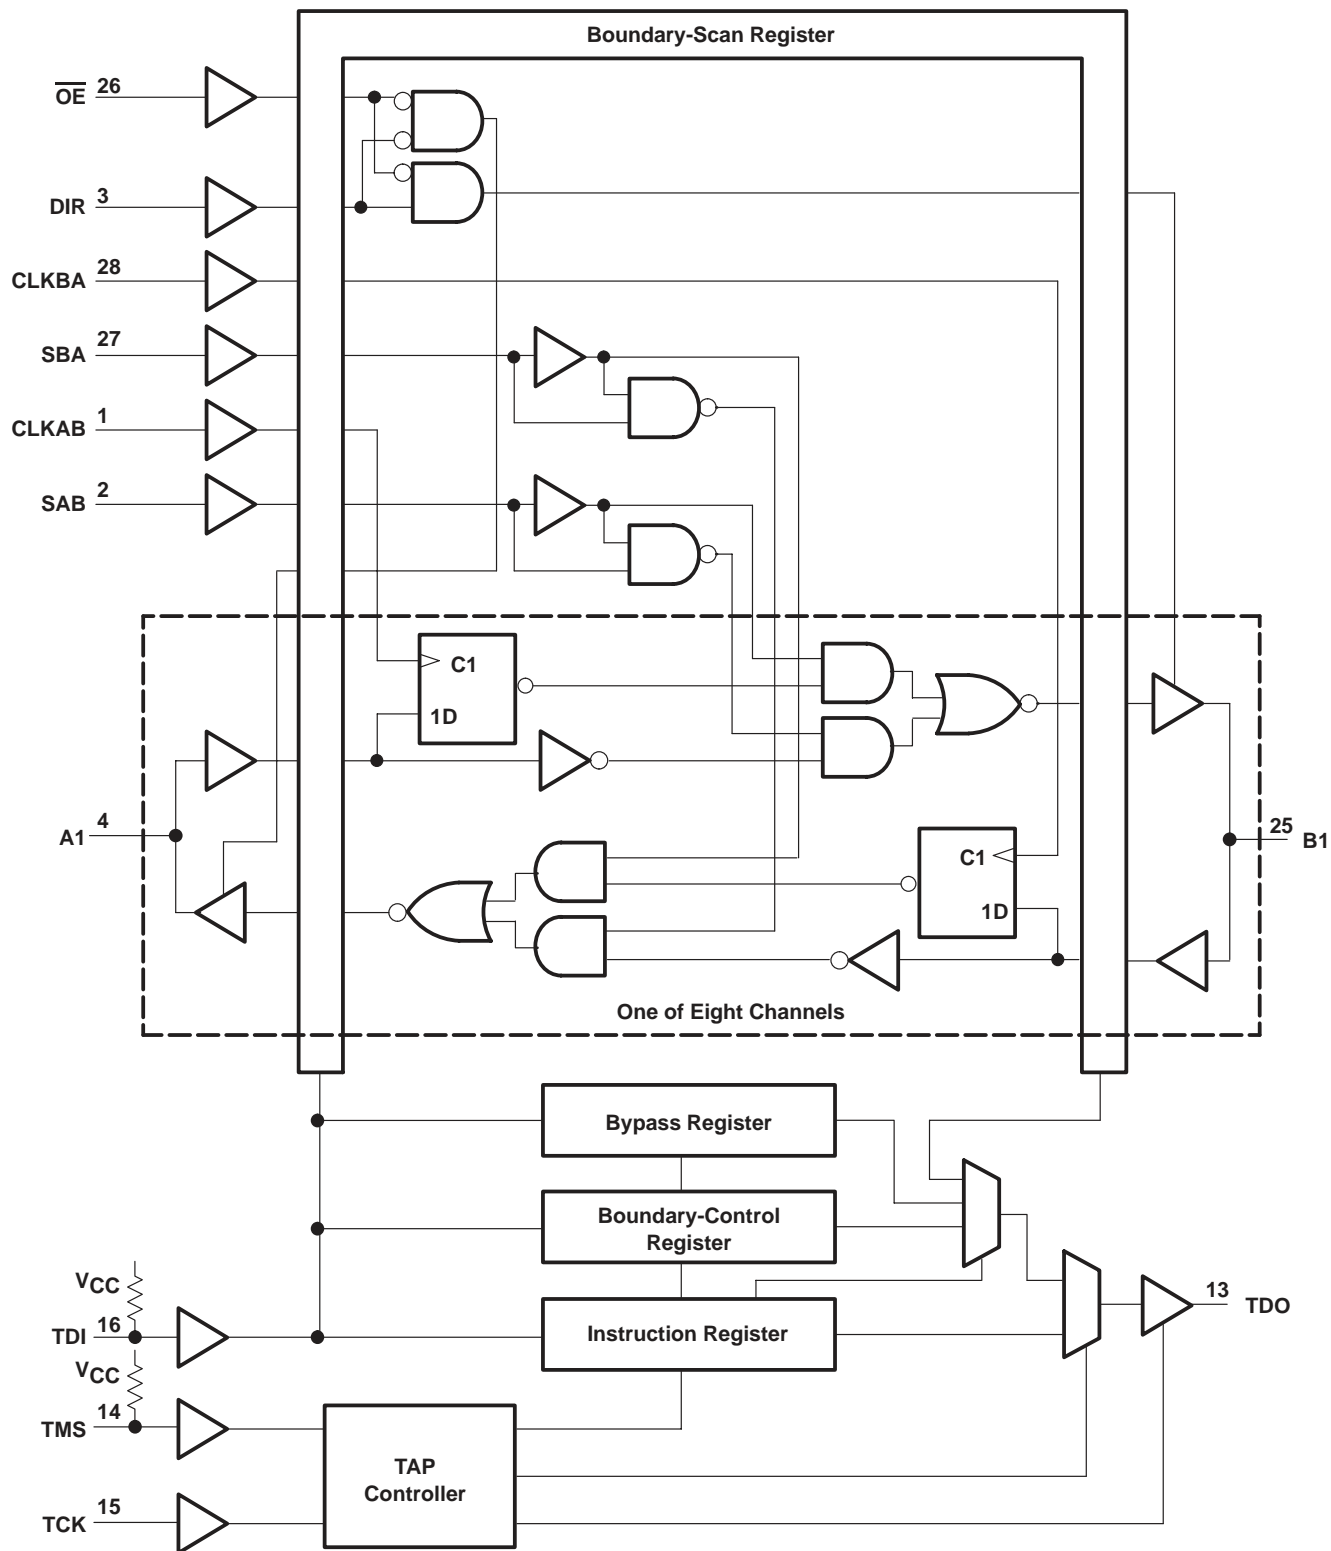 Boundary-Scan Register
OE 26
DIR 3
CLKBA 28
SBA 27
CLKAB 1
SAB 2
C1
1D
A1 4
C1
1D
25 B1
One of Eight Channels
Bypass Register
Boundary-Control
Register
VCC
TDI 16
Instruction Register
13 TDO
VCC
TMS 14
TAP
Controller
TCK 15